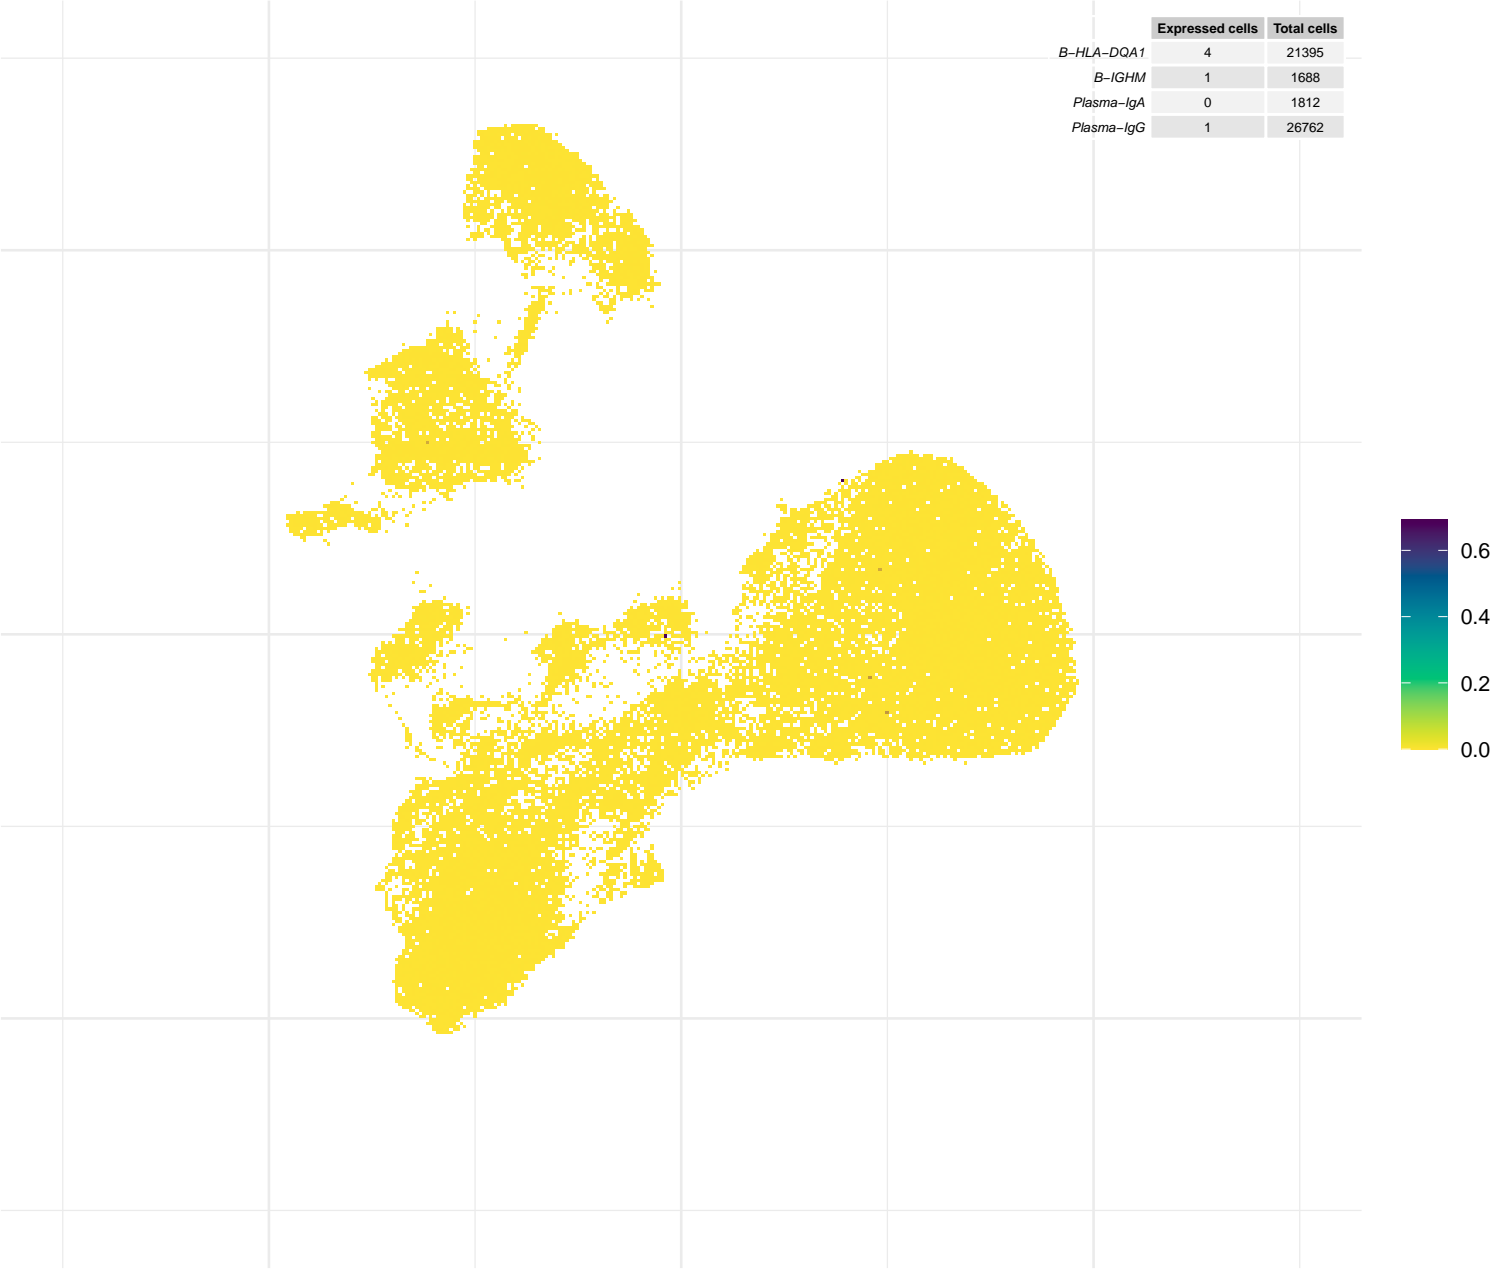 Expressed cells Total cells
B−HLA−DQA1 4 21395
B−IGHM 1 1688
Plasma−IgA 0 1812
Plasma−IgG 1 26762
0.6
0.4
0.2
0.0